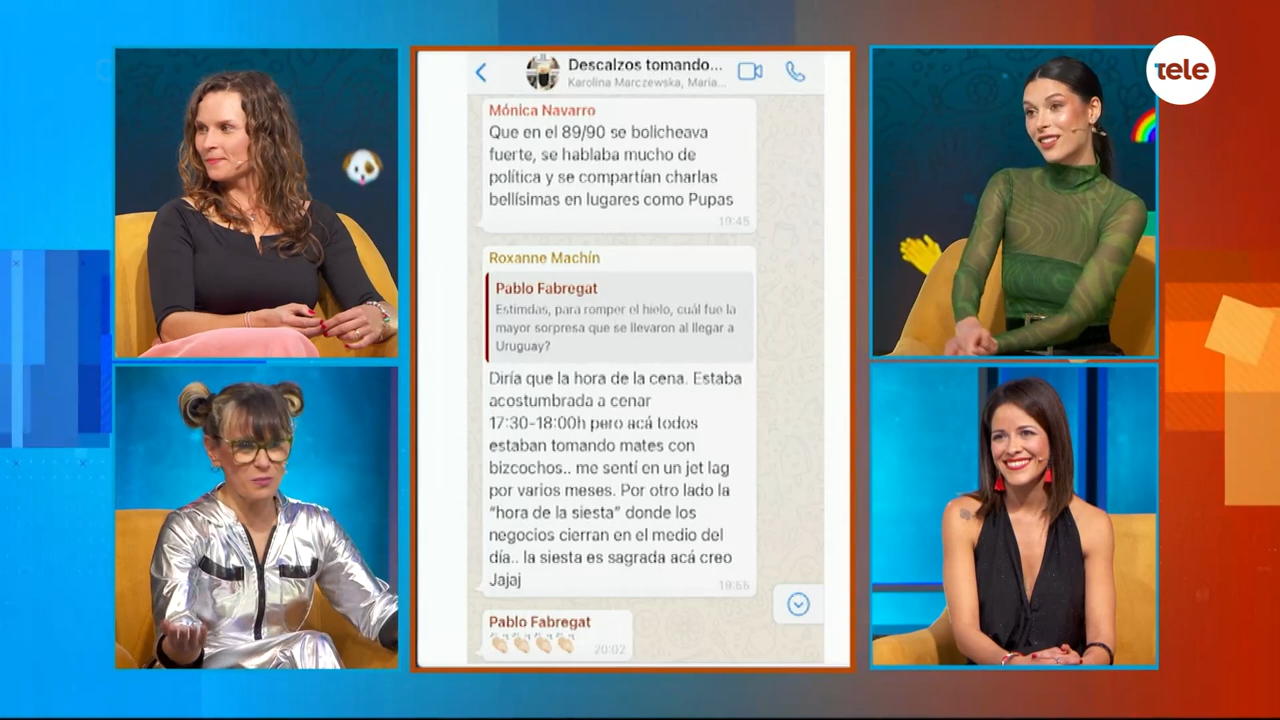 Descalzos tomando...
Karolina Marczewska, Maria...
Mónica Navarro
Que en el 89/90 se bolicheava
fuerte, se hablaba mucho de
política y se compartían charlas
bellísimas en lugares como Pupas
19:45
Roxanne Machín
Pablo Fabregat
Estimdas, para romper el hielo, cuál fue la
mayor sorpresa que se llevaron al llegar a
Uruguay?
Diría que la hora de la cena. Estaba
acostumbrada a cenar
17:30-18:00h pero acá todos
estaban tomando mates con
bizcochos.. me sentí en un jet lag
por varios meses. Por otro lado la
“hora de la siesta” donde los
negocios cierran en el medio del
día.. la siesta es sagrada acá creo
Jajaj
19:55
Pablo Fabregat
20:02
tele